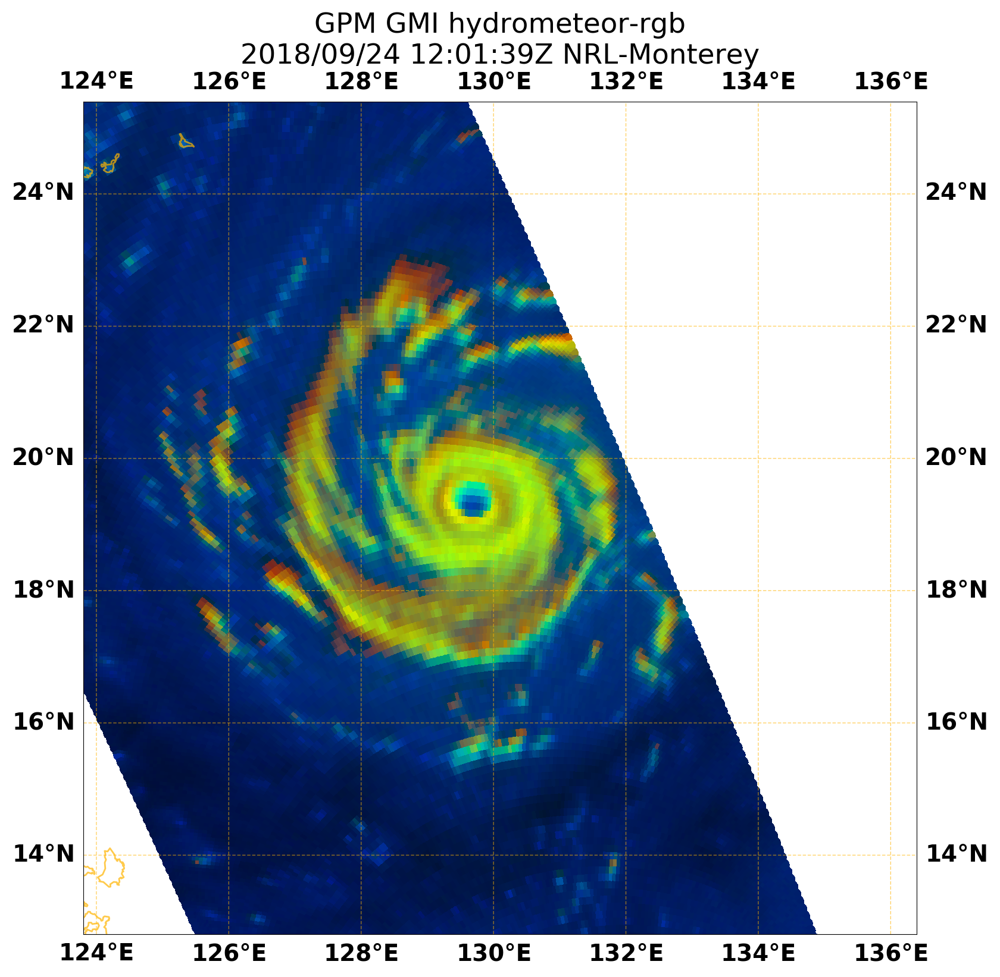 GPM GMI hydrometeor-rgb
2018/09/24 12:01:39Z NRL-Monterey
124°E 126°E 128°E 130°E 132°E 134°E 136°E
24°N 24°N
22°N 22°N
20°N 20°N
18°N 18°N
16°N 16°N
14°N 14°N
124°E 126°E 128°E 130°E 132°E 134°E 136°E